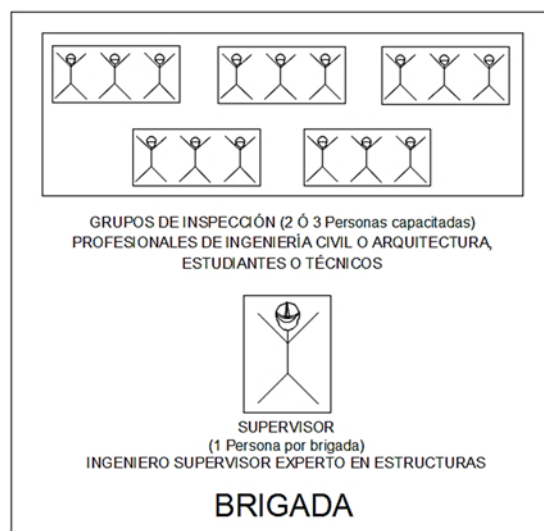 GRUPOS DE INSPECCIÓN (2 Ó 3 Personas capacitadas)
PROFESIONALES DE INGENIERÍA CIVIL O ARQUITECTURA,
ESTUDIANTES O TÉCNICOS
SUPERVISOR
(1 Persona por brigada)
INGENIERO SUPERVISOR EXPERTO EN ESTRUCTURAS
BRIGADA